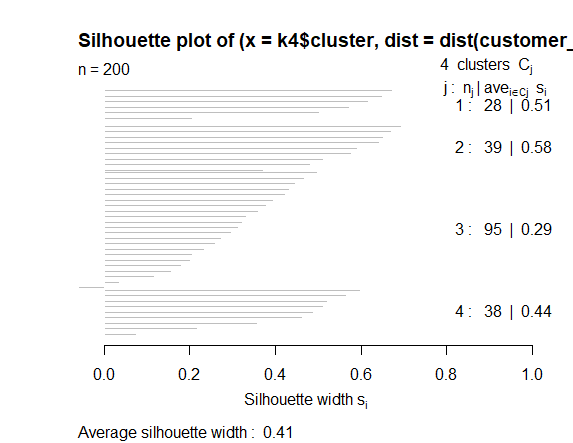 Silhouette plot of (x = k4$cluster, dist = dist(customer_
n = 200
4 clusters Cj
j : nj | avei∈Cj si
1 : 28 | 0.51
2 : 39 | 0.58
3 : 95 | 0.29
4 : 38 | 0.44
0.0 0.2 0.4 0.6 0.8 1.0
Silhouette width si
Average silhouette width : 0.41